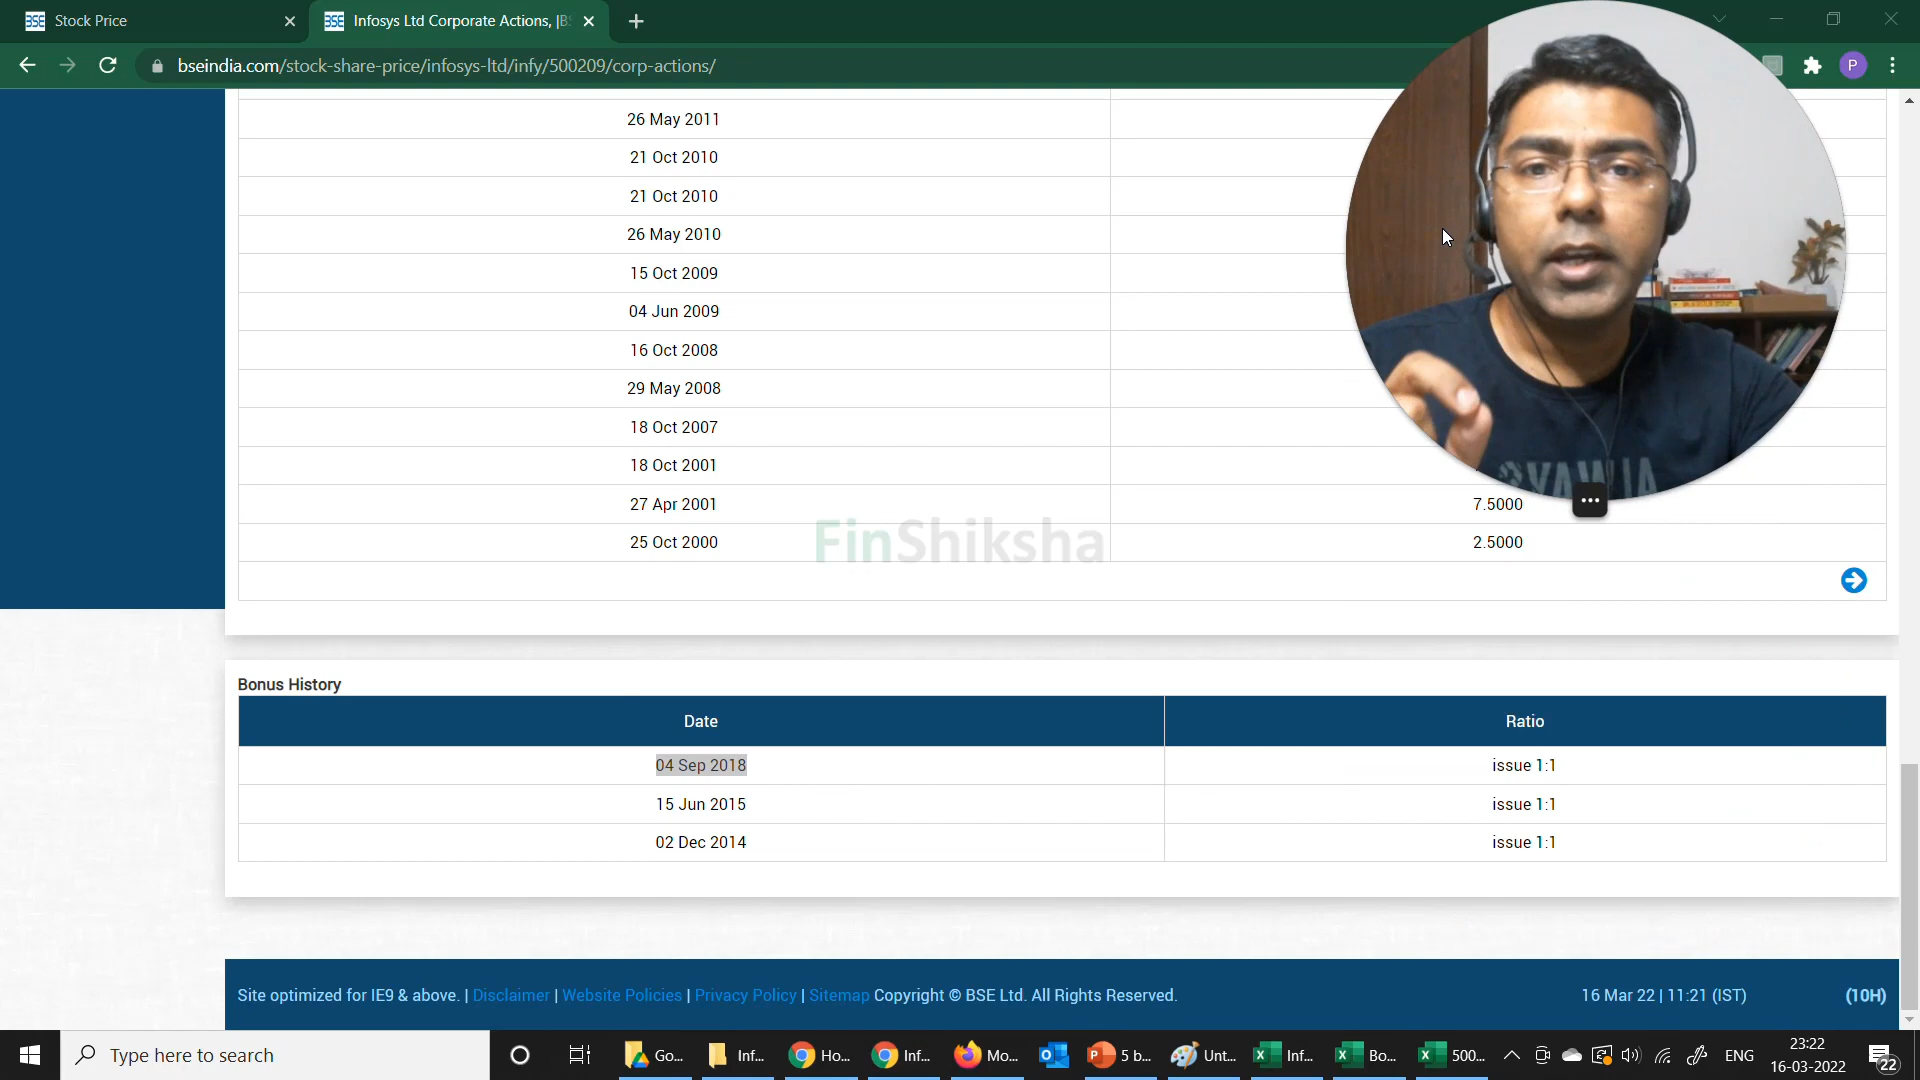 Stock Price
Infosys Ltd Corporate Actions, |BS
bseindia.com/stock-share-price/infosys-ltd/infy/500209/corp-actions/
P
26 May 2011
21 Oct 2010
21 Oct 2010
26 May 2010
15 Oct 2009
04 Jun 2009
16 Oct 2008
29 May 2008
18 Oct 2007
18 Oct 2001
27 Apr 2001 7.5000
25 Oct 2000 2.5000
FinShiksha
Bonus History
Date Ratio
04 Sep 2018 issue 1:1
15 Jun 2015 issue 1:1
02 Dec 2014 issue 1:1
Site optimized for IE9 & above. | Disclaimer | Website Policies | Privacy Policy | Sitemap Copyright © BSE Ltd. All Rights Reserved. 16 Mar 22 | 11:21 (IST) (10H)
Type here to search Go... Inf... Ho... Inf... Mo... 5 b... Unt... Inf... Bo... 500... ENG 23:22
16-03-2022 22